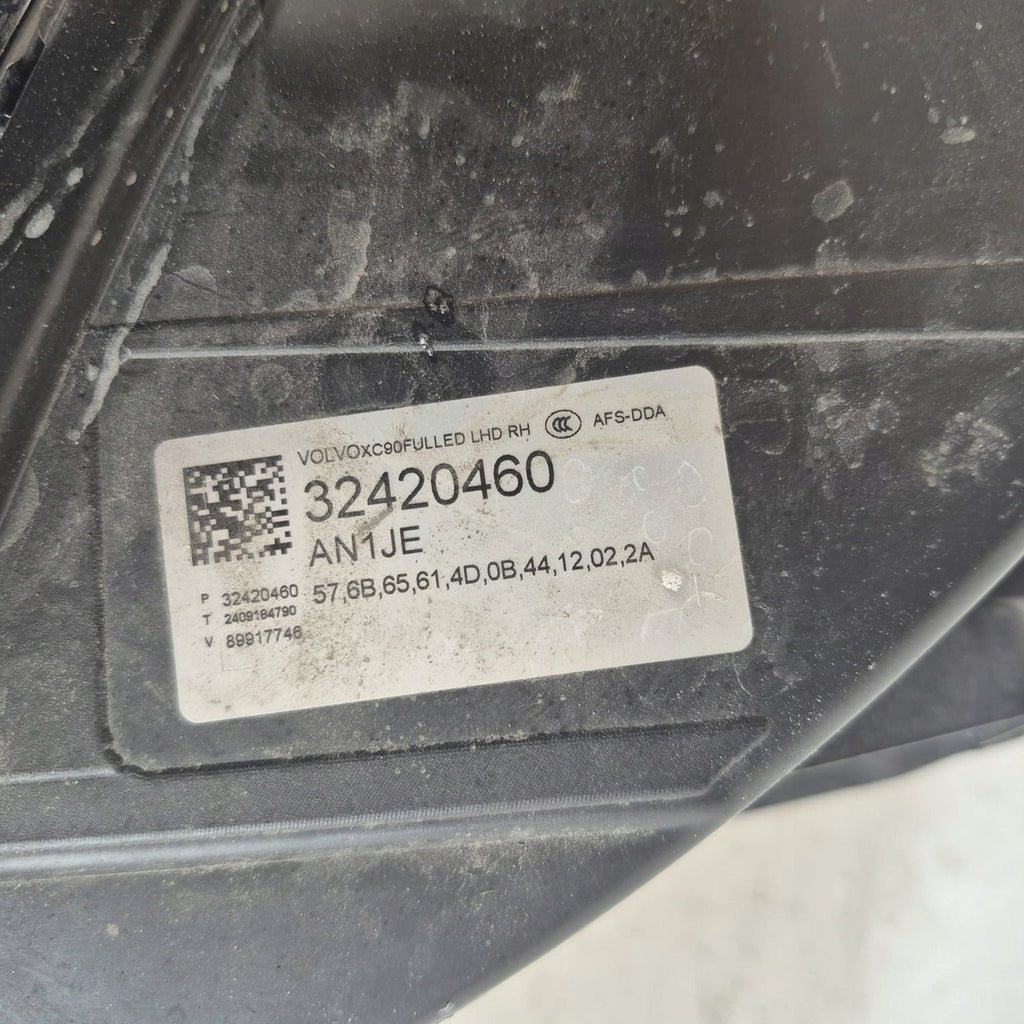 VOLVOXC90FULLED LHD RH CCC AFS-DDA
32420460
AN1JE
57,6B,65,61,4D,0B,44,12,02,2A
P 32420460
T 2409184790
V 89917746